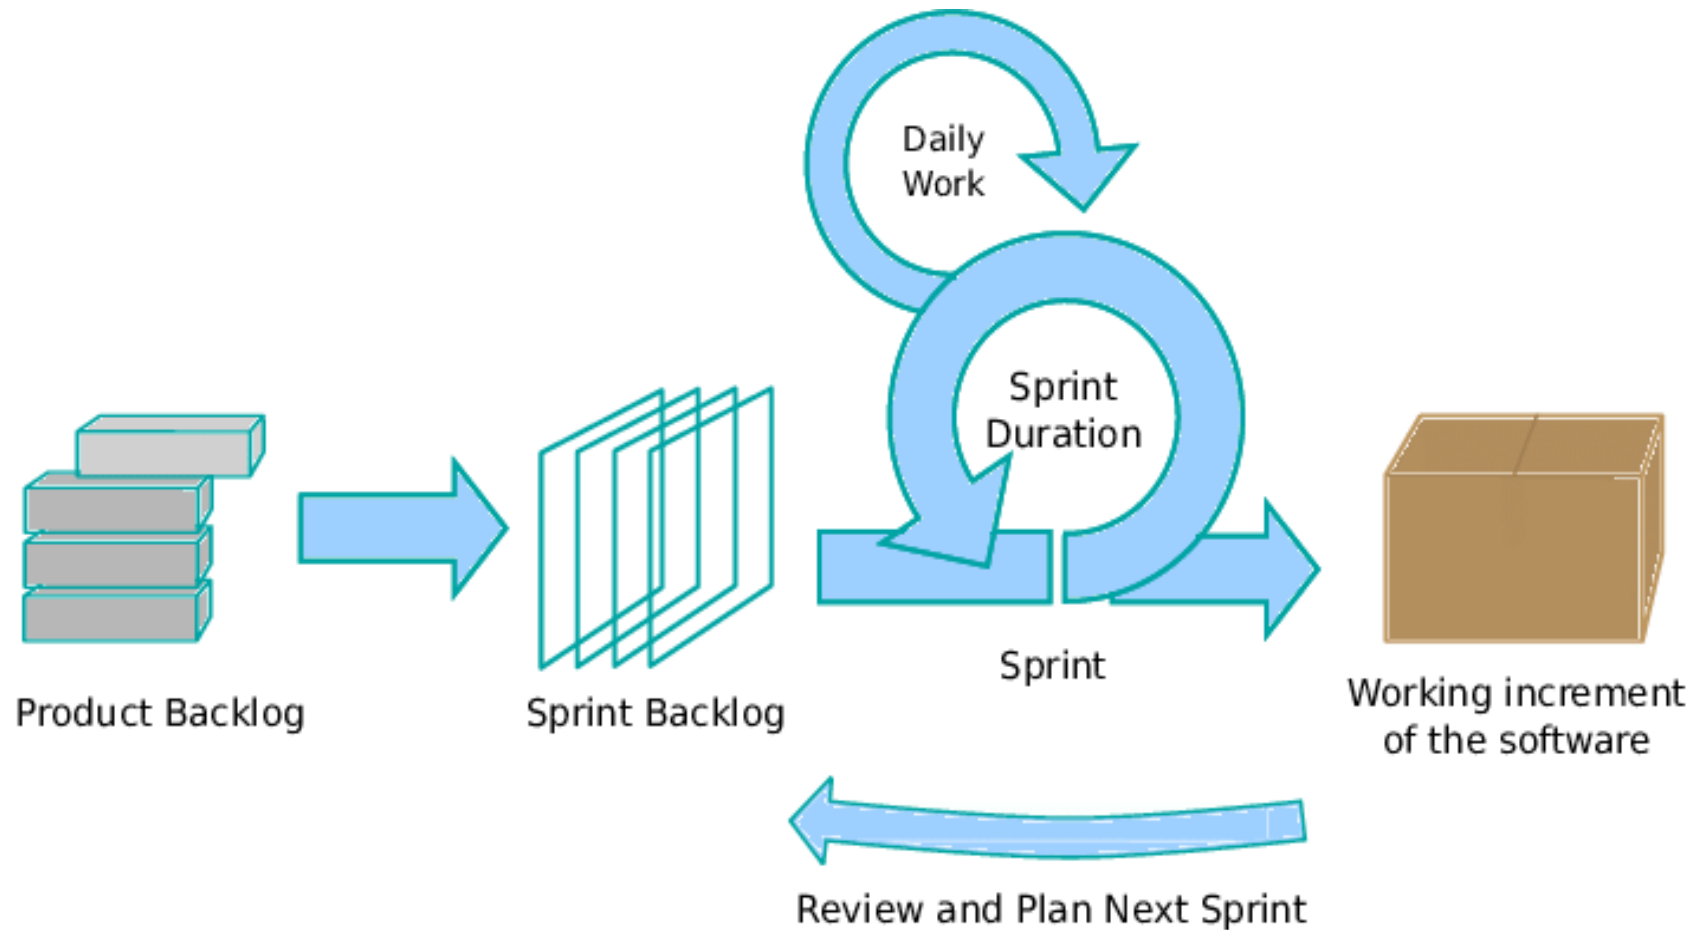 Daily
Work
Sprint
Duration
Product Backlog
Sprint Backlog
Sprint
Working increment
of the software
Review and Plan Next Sprint